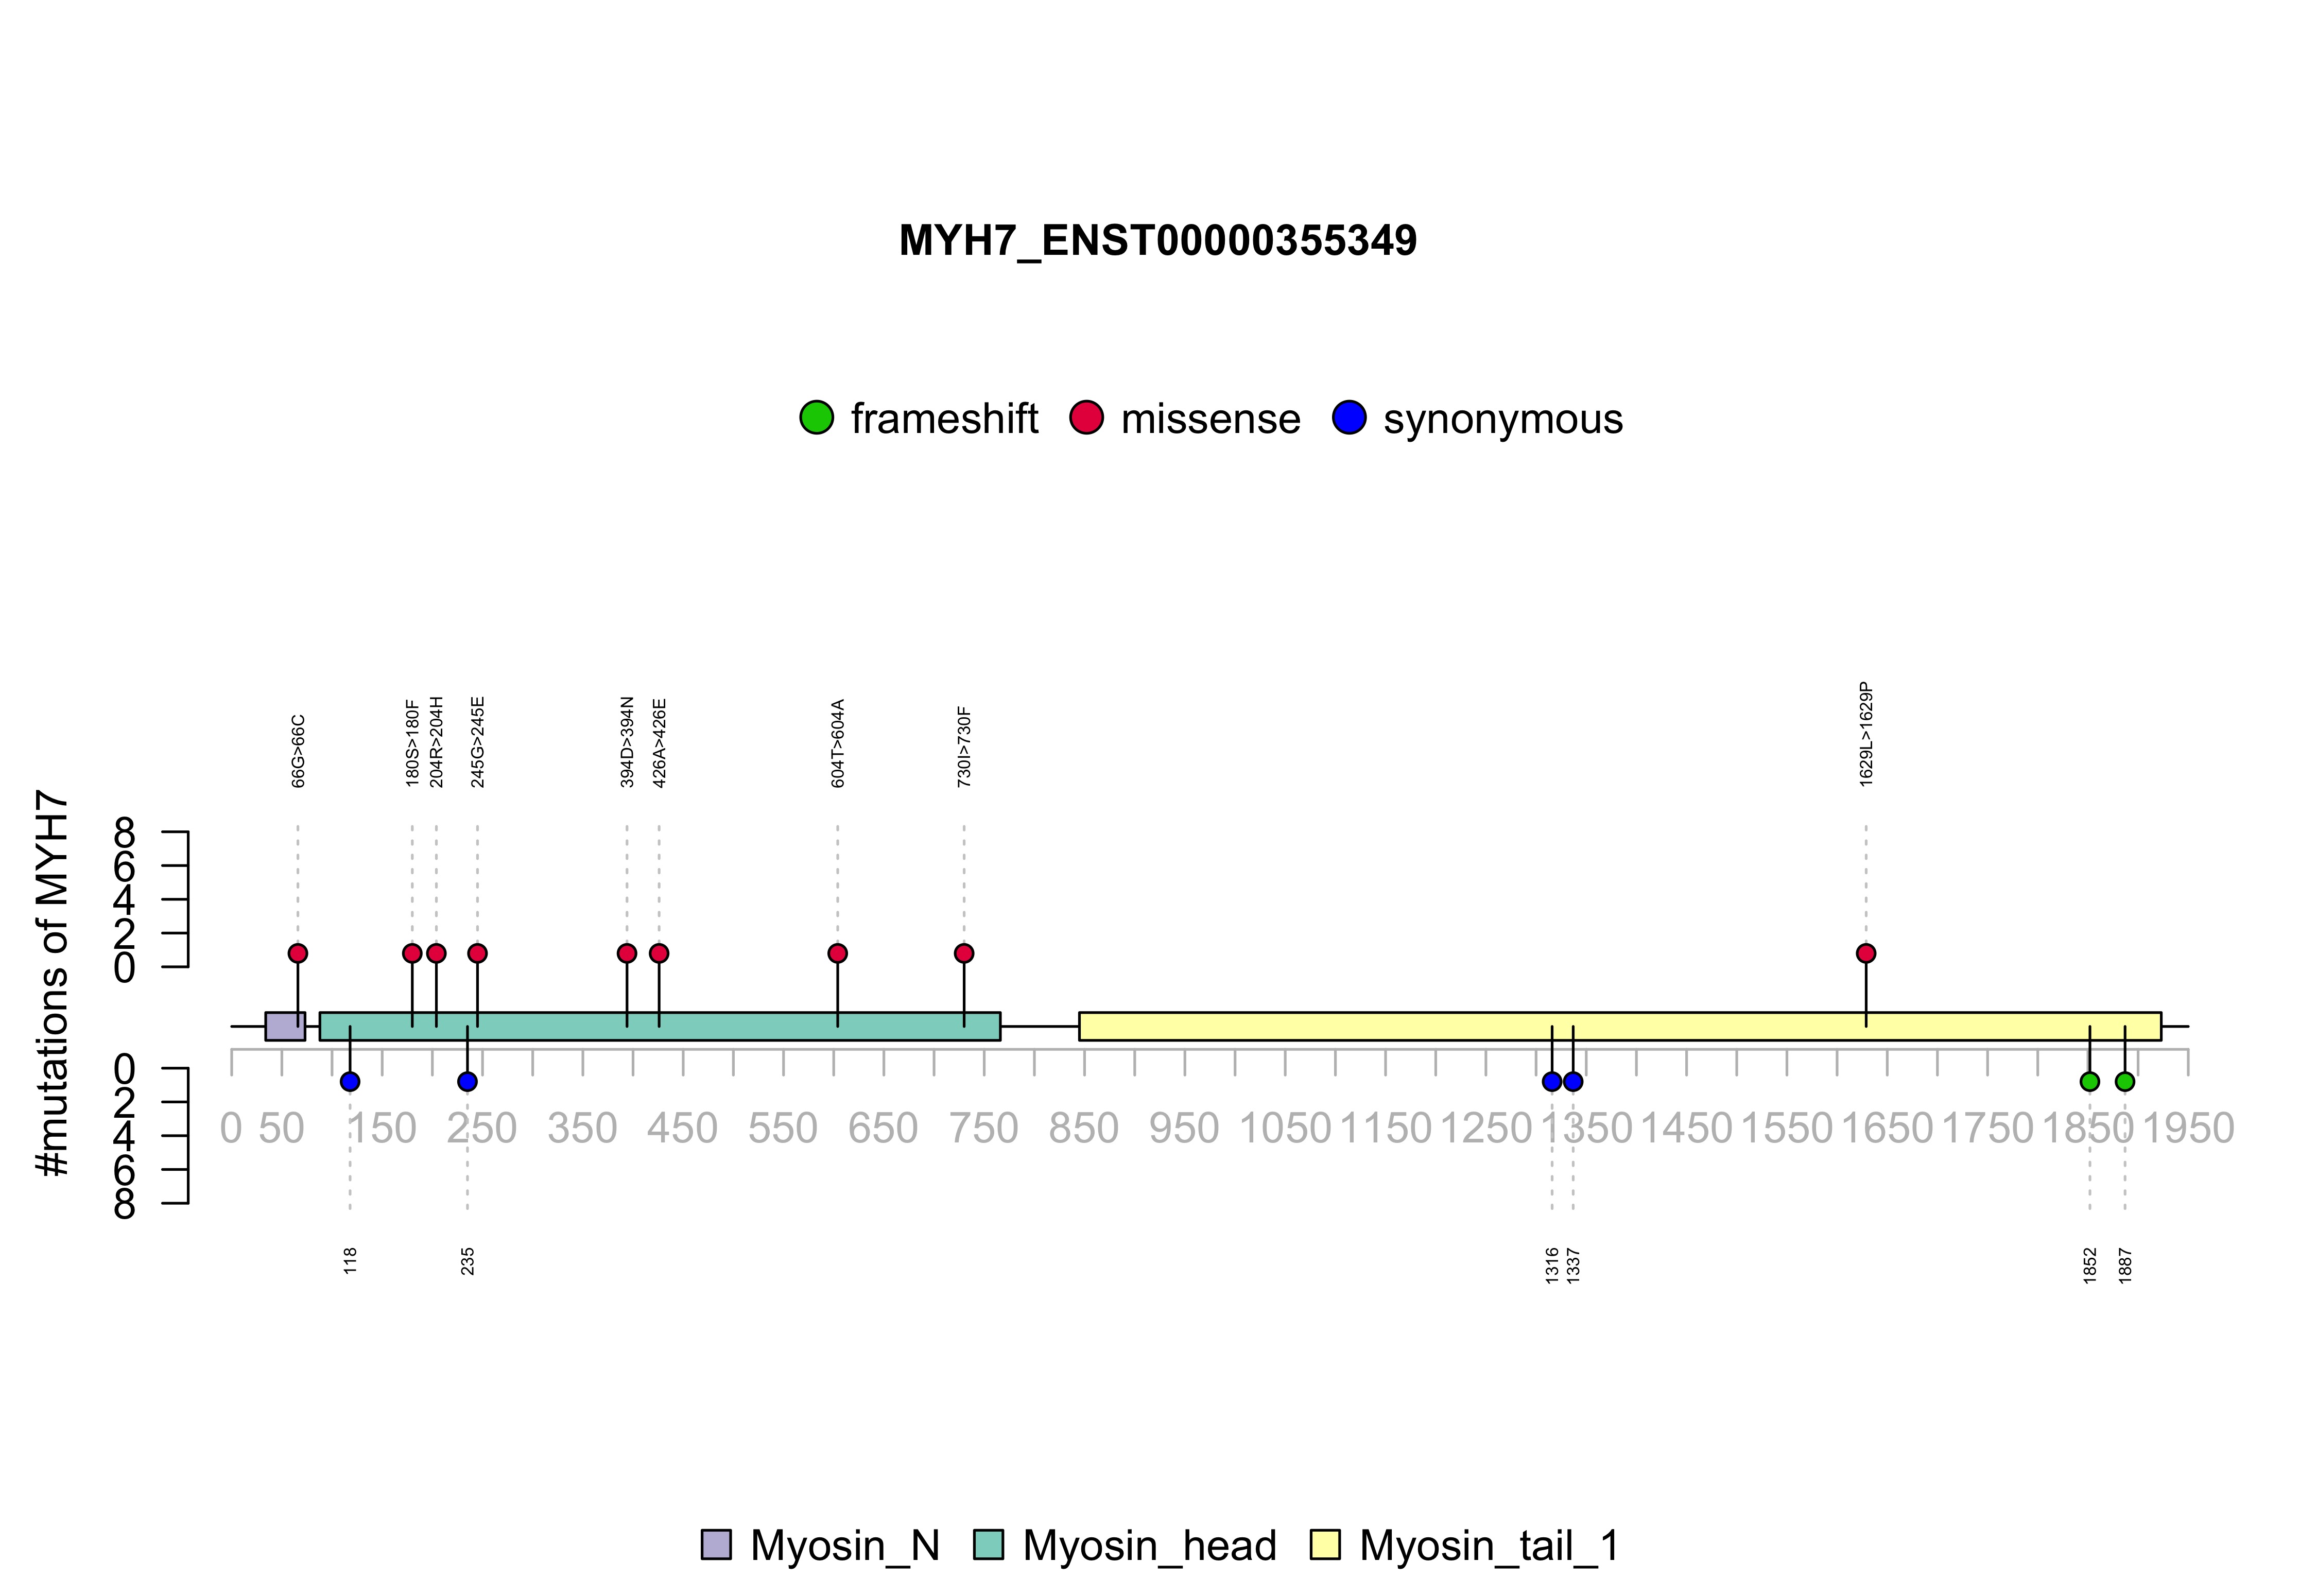 MYH7_ENST00000355349
frameshift missense synonymous
66G>66C 180S>180F 204R>204H 245G>245E 394D>394N 426A>426E 604T>604A 730I>730F 1629L>1629P
#mutations of MYH7
8
6
4
2
0
0
2
4
6
8
0 50 150 250 350 450 550 650 750 850 950 1050 1150 1250 1350 1450 1550 1650 1750 1850 1950
118 235 1316 1337 1852 1887
Myosin_N Myosin_head Myosin_tail_1